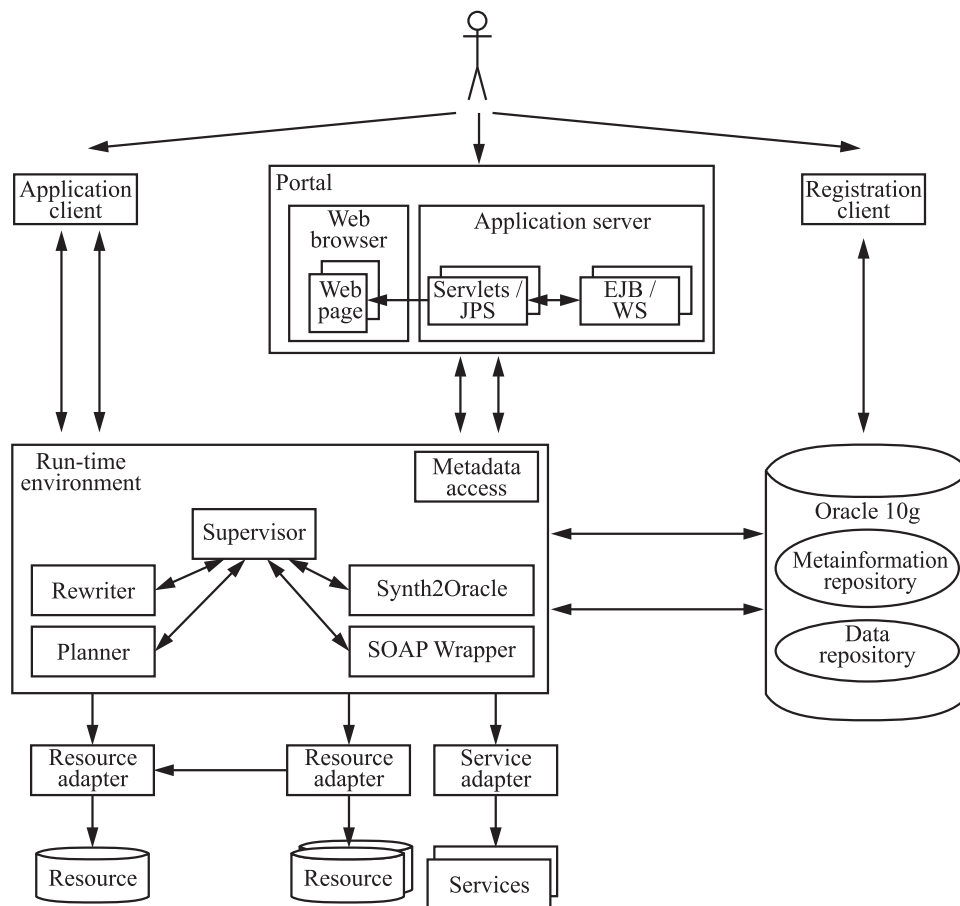 Application
client
Portal
Web
browser
Web
page
Application server
Servlets /
JPS
EJB /
WS
Registration
client
Run-time
environment
Metadada
access
Supervisor
Rewriter
Planner
Synth2Oracle
SOAP Wrapper
Oracle 10g
Metainformation
repository
Data
repository
Resource
adapter
Resource
adapter
Service
adapter
Resource
Resource
Services